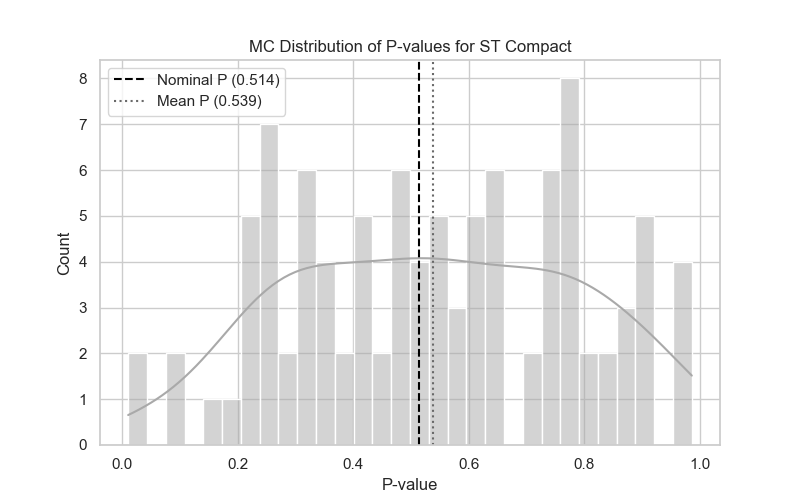 MC Distribution of P-values for ST Compact
Nominal P (0.514)
Mean P (0.539)
8
7
6
5
4
3
2
1
0
Count
0.0 0.2 0.4 0.6 0.8 1.0
P-value